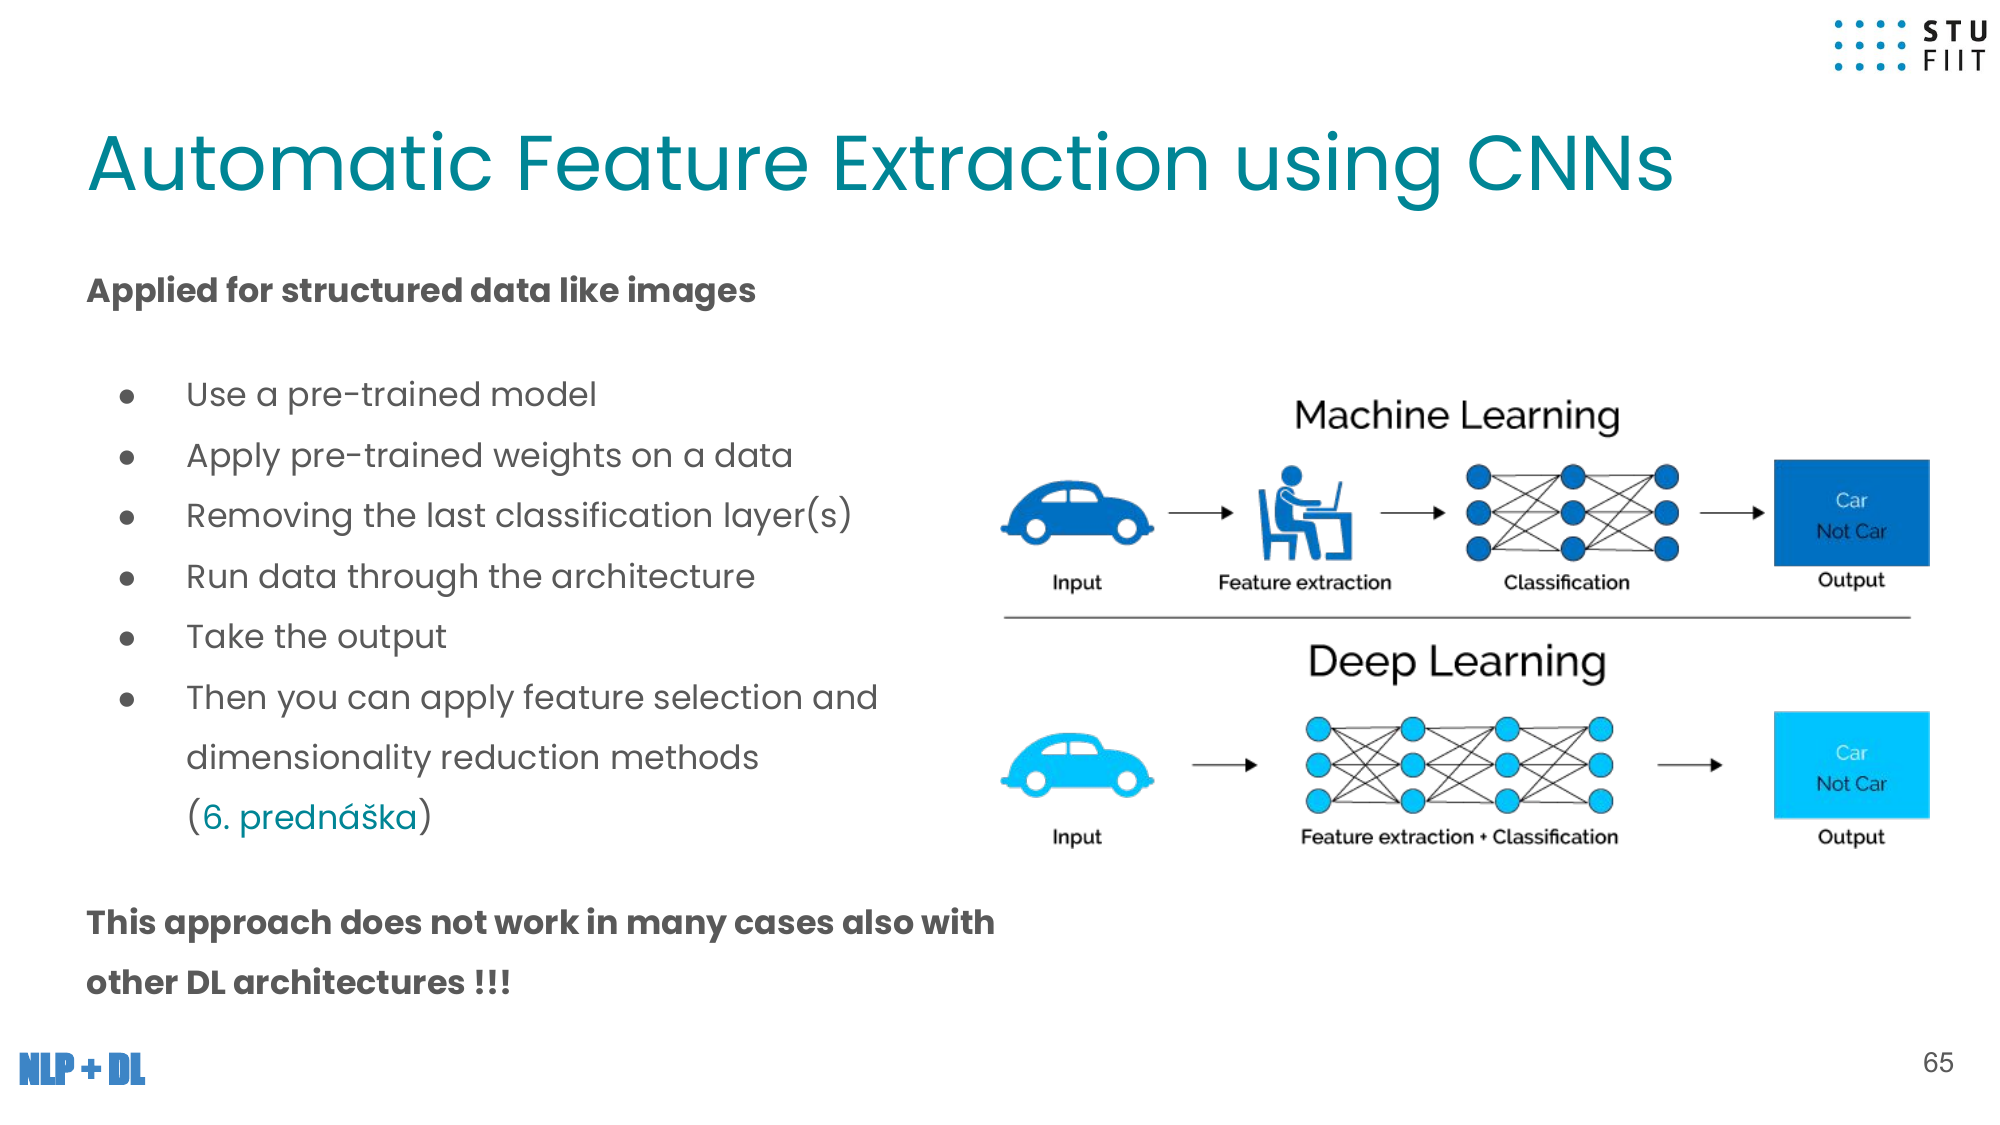 STU
FIIT
Automatic Feature Extraction using CNNs
Applied for structured data like images
● Use a pre-trained model
● Apply pre-trained weights on a data
● Removing the last classification layer(s)
● Run data through the architecture
● Take the output
● Then you can apply feature selection and
dimensionality reduction methods
(6. prednáška)
This approach does not work in many cases also with
other DL architectures !!!
Machine Learning
Car
Not Car
Input
Feature extraction
Classification
Output
Deep Learning
Car
Not Car
Input
Feature extraction + Classification
Output
NLP + DL
65